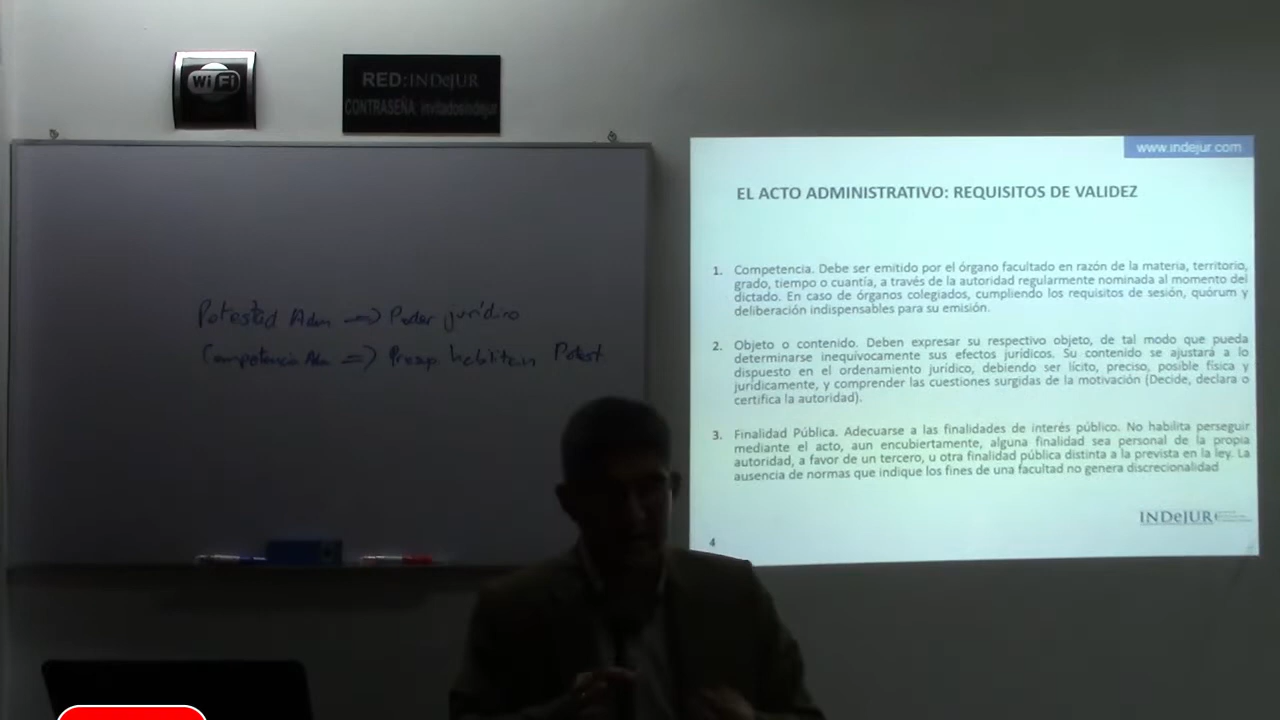 WiFi
RED: INDeJUR
CONTRASEÑA: invitadosindejur
Potestad Adm => Poder jurídico
Competencia Adm => Presup. habilitan Potest
www.indejur.com
EL ACTO ADMINISTRATIVO: REQUISITOS DE VALIDEZ
1. Competencia. Debe ser emitido por el órgano facultado en razón de la materia, territorio,
grado, tiempo o cuantía, a través de la autoridad regularmente nominada al momento del
dictado. En caso de órganos colegiados, cumpliendo los requisitos de sesión, quórum y
deliberación indispensables para su emisión.
2. Objeto o contenido. Deben expresar su respectivo objeto, de tal modo que pueda
determinarse inequívocamente sus efectos jurídicos. Su contenido se ajustará a lo
dispuesto en el ordenamiento jurídico, debiendo ser lícito, preciso, posible física y
jurídicamente, y comprender las cuestiones surgidas de la motivación (Decide, declara o
certifica la autoridad).
3. Finalidad Pública. Adecuarse a las finalidades de interés público. No habilita perseguir
mediante el acto, aun encubiertamente, alguna finalidad sea personal de la propia
autoridad, a favor de un tercero, u otra finalidad pública distinta a la prevista en la ley. La
ausencia de normas que indique los fines de una facultad no genera discrecionalidad
INDeJUR
4